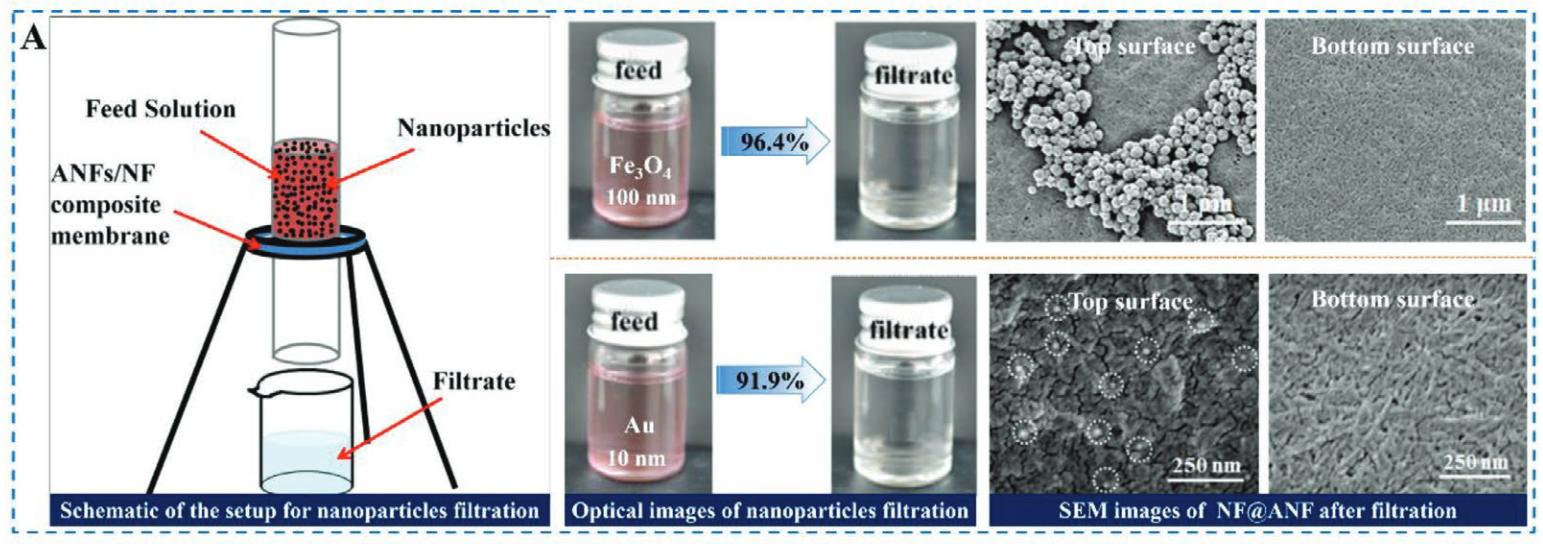 A
Feed Solution
Nanoparticles
ANFs/NF
composite
membrane
Filtrate
Schematic of the setup for nanoparticles filtration
feed
Fe₃O₄
100 nm
96.4%
filtrate
feed
Au
10 nm
91.9%
filtrate
Optical images of nanoparticles filtration
Top surface
1 μm
Bottom surface
1 μm
Top surface
250 nm
Bottom surface
250 nm
SEM images of NF@ANF after filtration